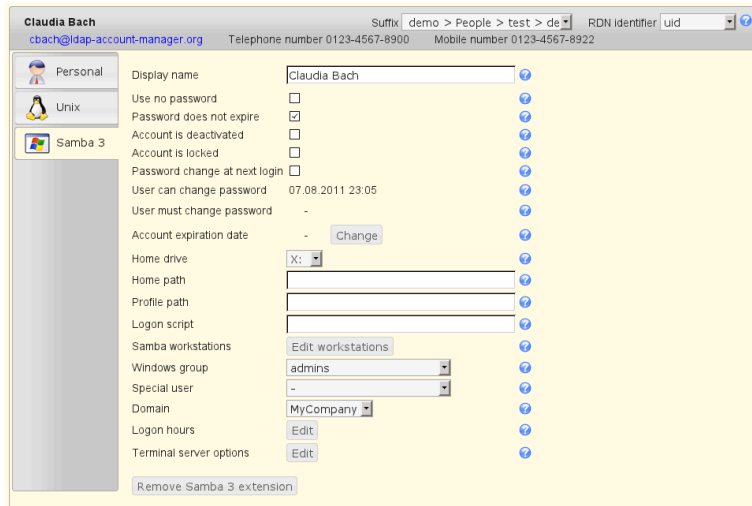 Claudia Bach Suffix demo > People > test > de RDN identifier uid
cbach@ldap-account-manager.org Telephone number 0123-4567-8900 Mobile number 0123-4567-8922
Personal
Unix
Samba 3
Display name Claudia Bach
Use no password
Password does not expire
Account is deactivated
Account is locked
Password change at next login
User can change password 07.08.2011 23:05
User must change password -
Account expiration date - Change
Home drive X:
Home path
Profile path
Logon script
Samba workstations Edit workstations
Windows group admins
Special user -
Domain MyCompany
Logon hours Edit
Terminal server options Edit
Remove Samba 3 extension